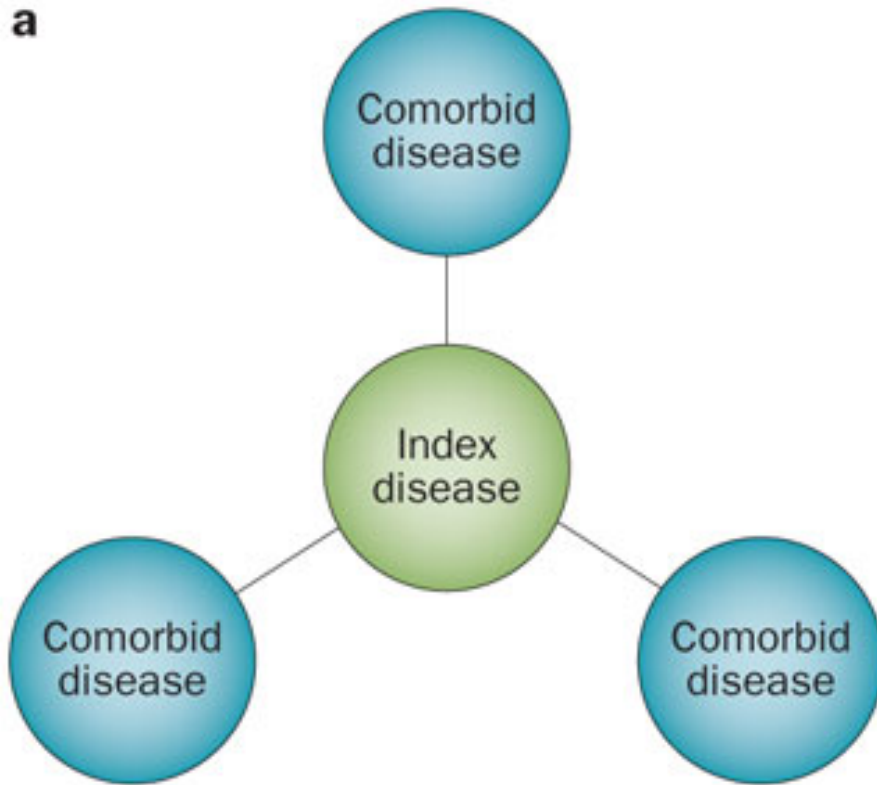 a
Comorbid
disease
Index
disease
Comorbid
disease
Comorbid
disease